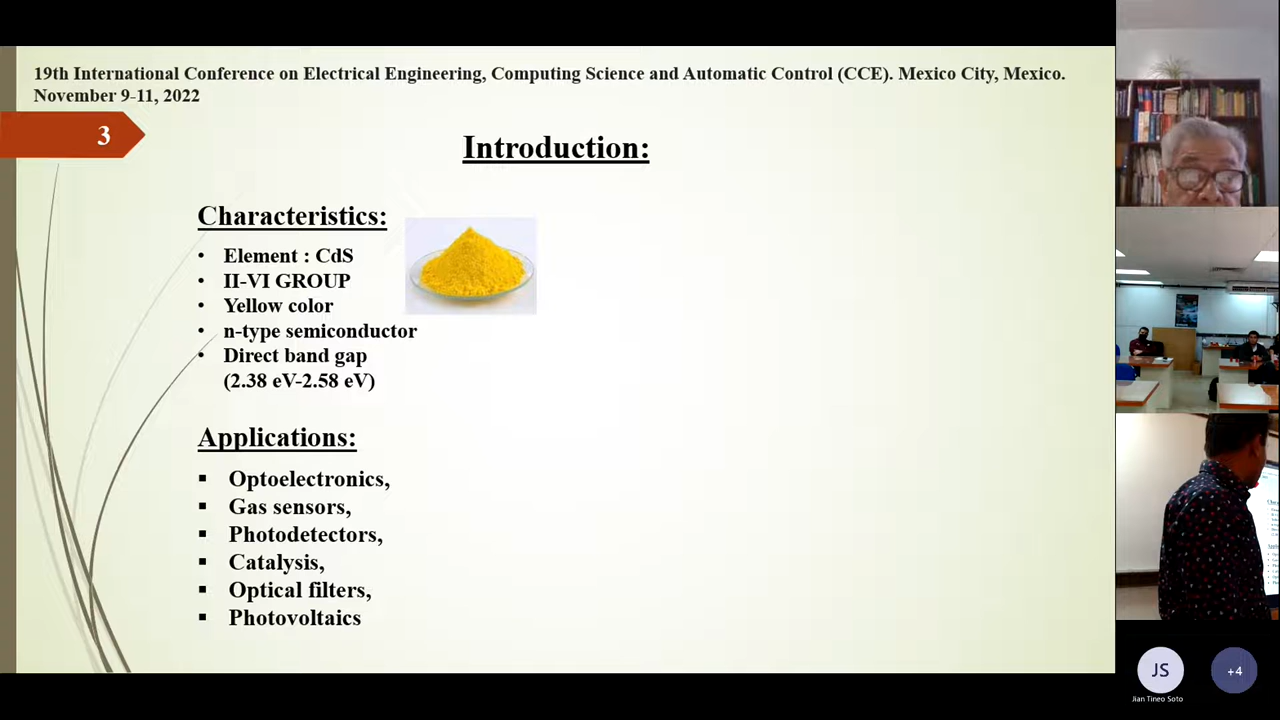 19th International Conference on Electrical Engineering, Computing Science and Automatic Control (CCE). Mexico City, Mexico.
November 9-11, 2022
3
Introduction:
Characteristics:
• Element : CdS
• II-VI GROUP
• Yellow color
• n-type semiconductor
• Direct band gap
(2.38 eV-2.58 eV)
Applications:
▪ Optoelectronics,
▪ Gas sensors,
▪ Photodetectors,
▪ Catalysis,
▪ Optical filters,
▪ Photovoltaics
JS
+4
Jian Tineo Soto